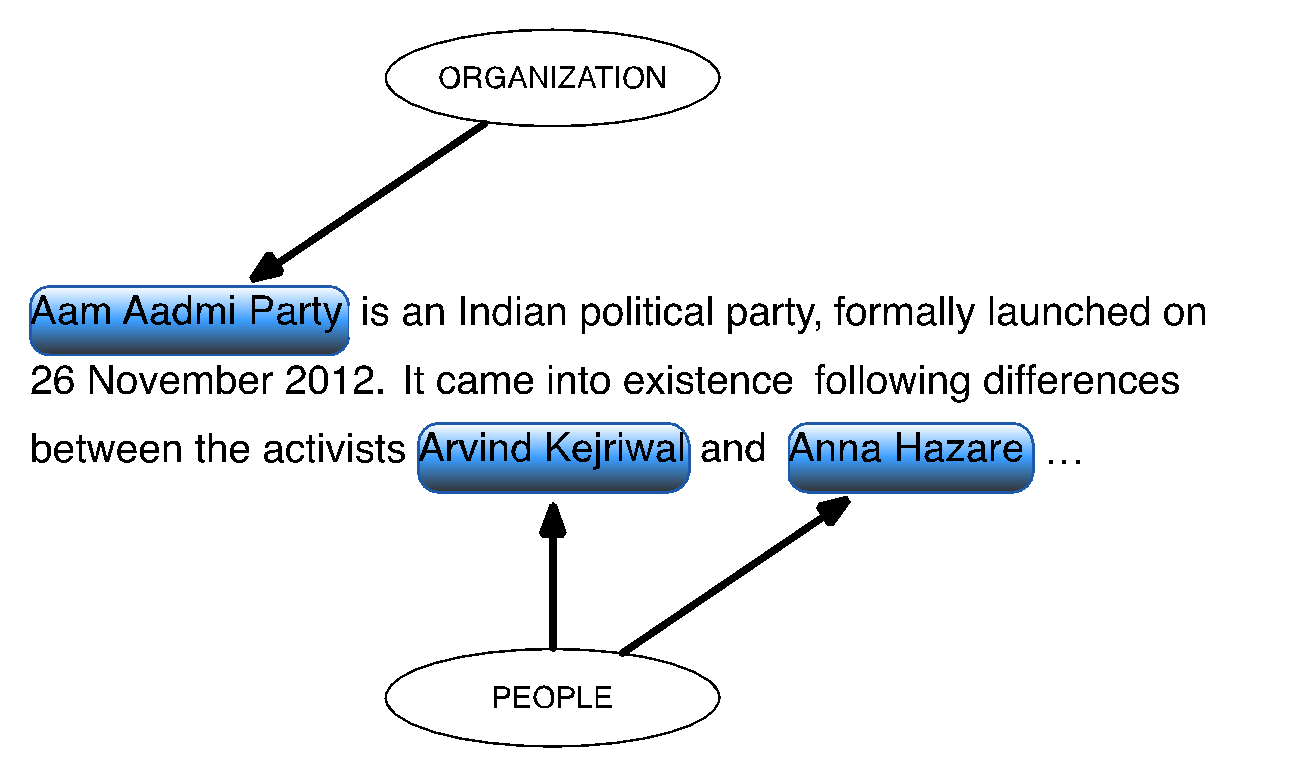 ORGANIZATION
Aam Aadmi Party is an Indian political party, formally launched on
26 November 2012. It came into existence following differences
between the activists Arvind Kejriwal and Anna Hazare ...
PEOPLE